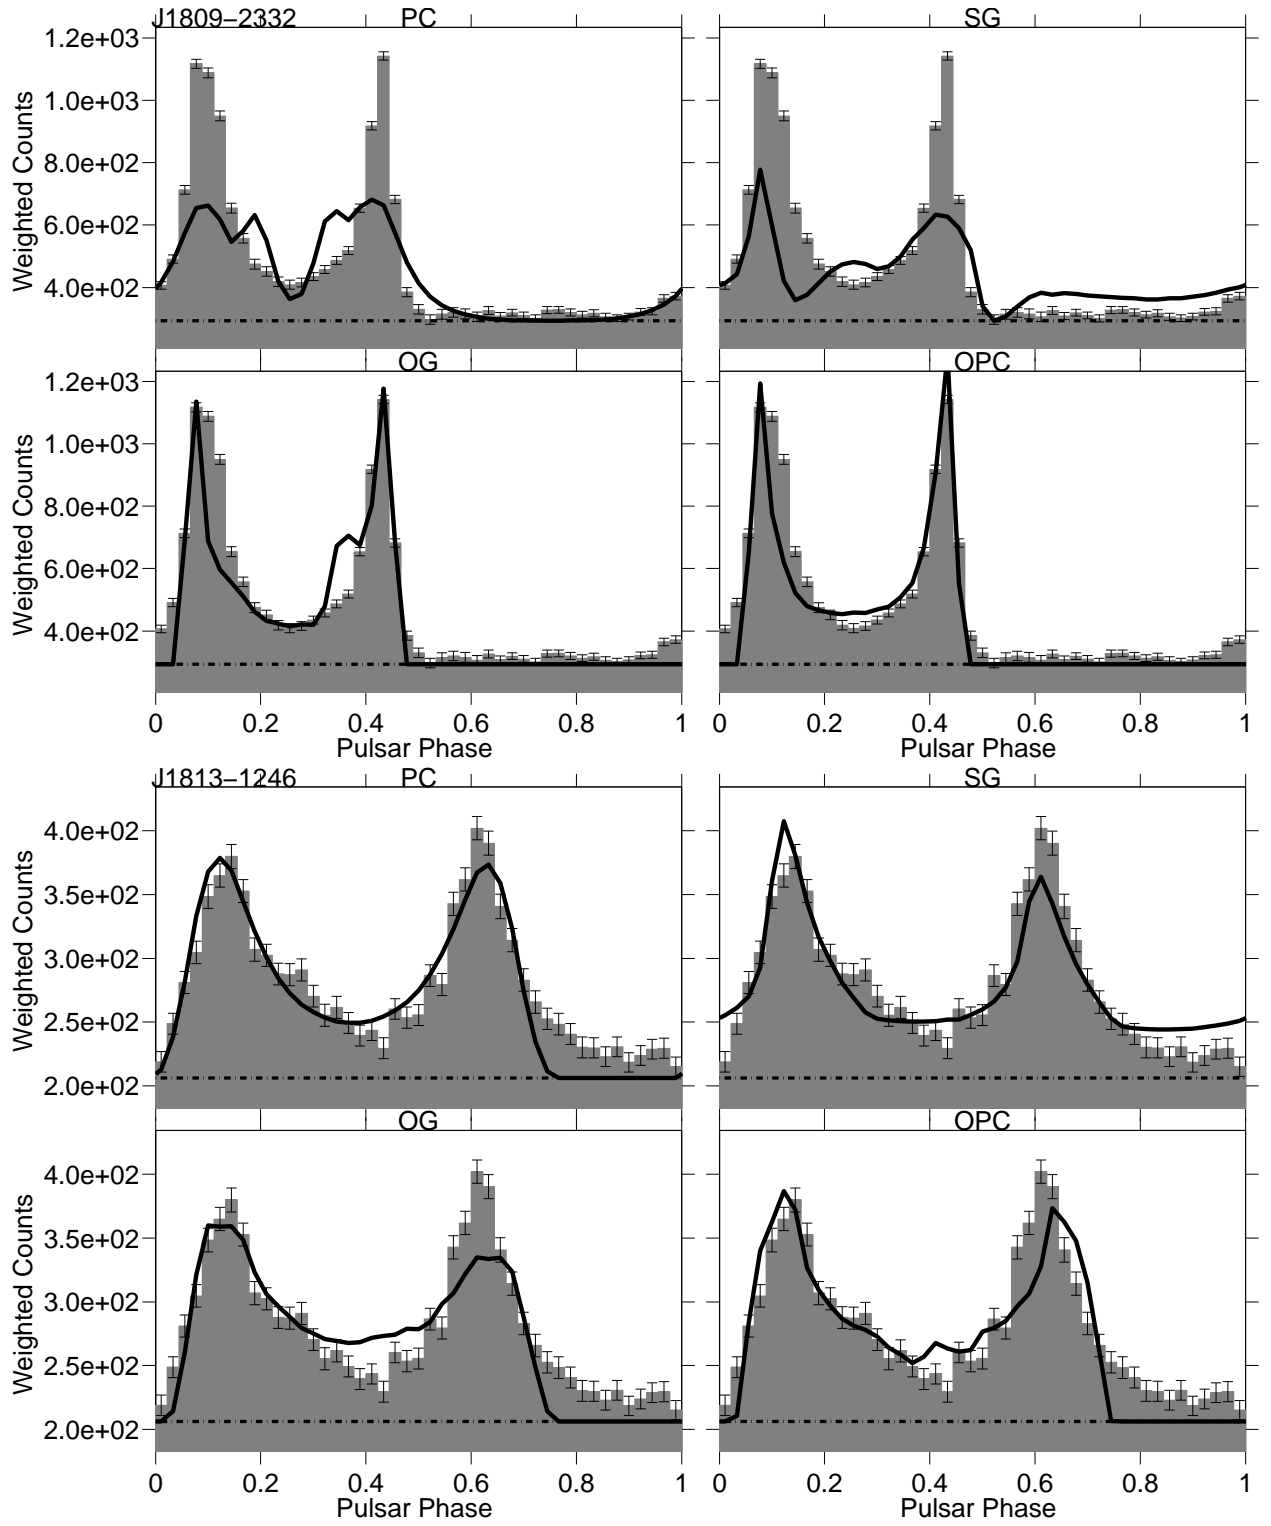 J1809−2332 PC SG
1.2e+03
1.0e+03
8.0e+02
6.0e+02
4.0e+02
Weighted Counts
OG OPC
1.2e+03
1.0e+03
8.0e+02
6.0e+02
4.0e+02
Weighted Counts
0 0.2 0.4 0.6 0.8 1 0 0.2 0.4 0.6 0.8 1
Pulsar Phase Pulsar Phase
J1813−1246 PC SG
4.0e+02
3.5e+02
3.0e+02
2.5e+02
2.0e+02
Weighted Counts
OG OPC
4.0e+02
3.5e+02
3.0e+02
2.5e+02
2.0e+02
Weighted Counts
0 0.2 0.4 0.6 0.8 1 0 0.2 0.4 0.6 0.8 1
Pulsar Phase Pulsar Phase